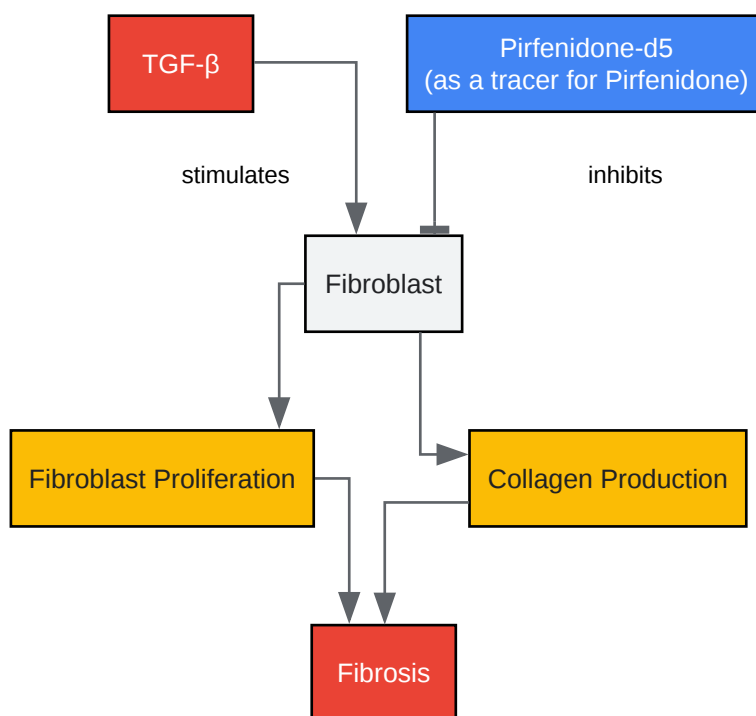 TGF-β
Pirfenidone-d5
(as a tracer for Pirfenidone)
stimulates
inhibits
Fibroblast
Fibroblast Proliferation
Collagen Production
Fibrosis